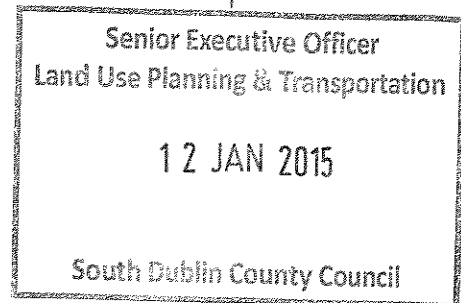 Senior Executive Officer
Land Use Planning & Transportation
12 JAN 2015
South Dublin County Council